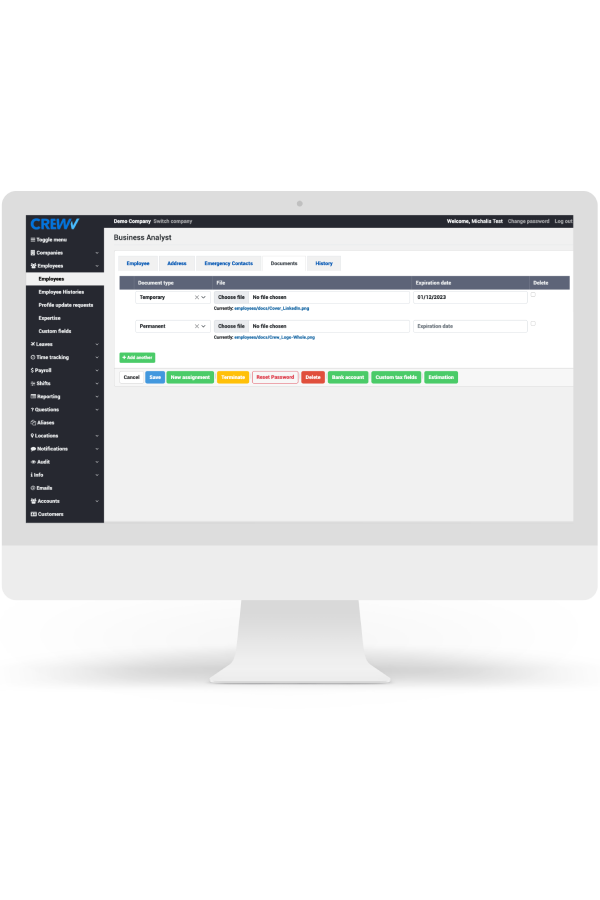 CREW
Demo Company Switch company
Welcome, Michalis Test Change password Log out
Toggle menu
Companies
Employees
Employees
Employee Histories
Profile update requests
Expertise
Custom fields
Leaves
Time tracking
Payroll
Shifts
Reporting
Questions
Aliases
Locations
Notifications
Audit
Info
Emails
Accounts
Customers
Business Analyst
Employee Address Emergency Contacts Documents History
Document type File Expiration date Delete
Temporary Choose file No file chosen 01/12/2023
Currently: employees/docs/Cover_LinkedIn.png
Permanent Choose file No file chosen Expiration date
Currently: employees/docs/Crew_Logo-Whole.png
+ Add another
Cancel Save New assignment Terminate Reset Password Delete Bank account Custom tax fields Estimation